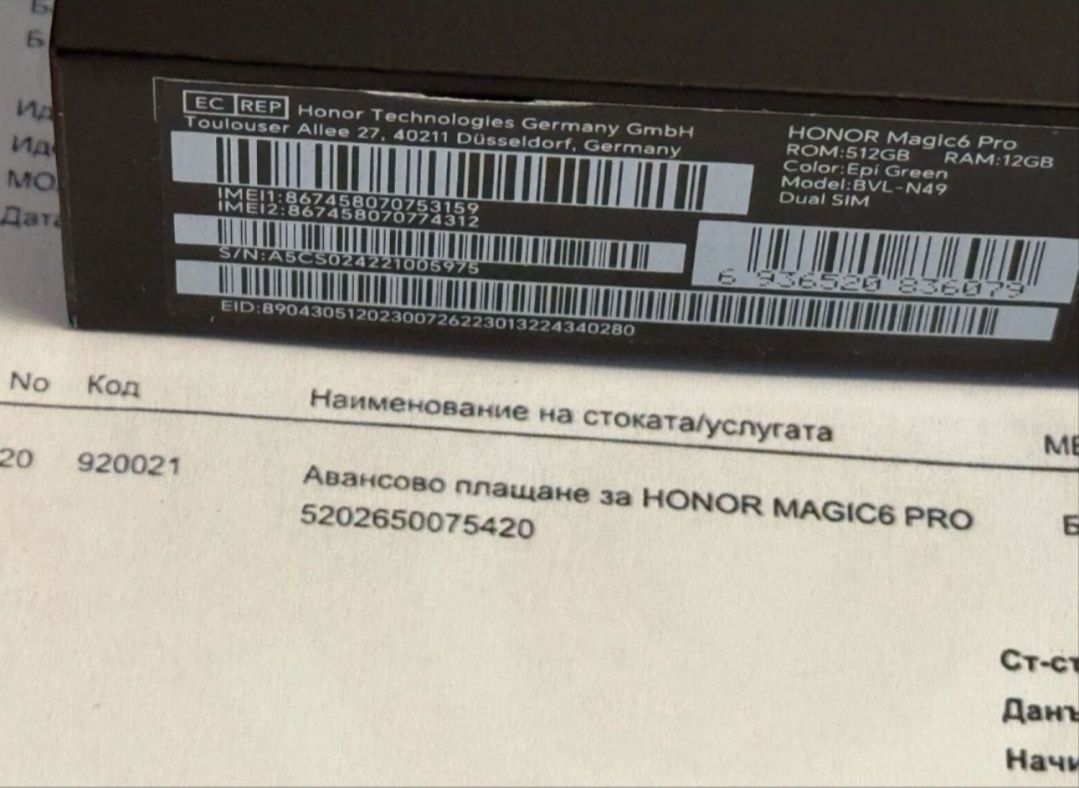 EC REP Honor Technologies Germany GmbH
Toulouser Allee 27, 40211 Düsseldorf, Germany
IMEI1:867458070753159
IMEI2:867458070774312
S/N:A5CS024221005975
EID:89043051202300726223013224340280
HONOR Magic6 Pro
ROM:512GB RAM:12GB
Color:Epi Green
Model:BVL-N49
Dual SIM
6 936520 836079
No Код Наименование на стоката/услугата
20 920021 Авансово плащане за HONOR MAGIC6 PRO
5202650075420